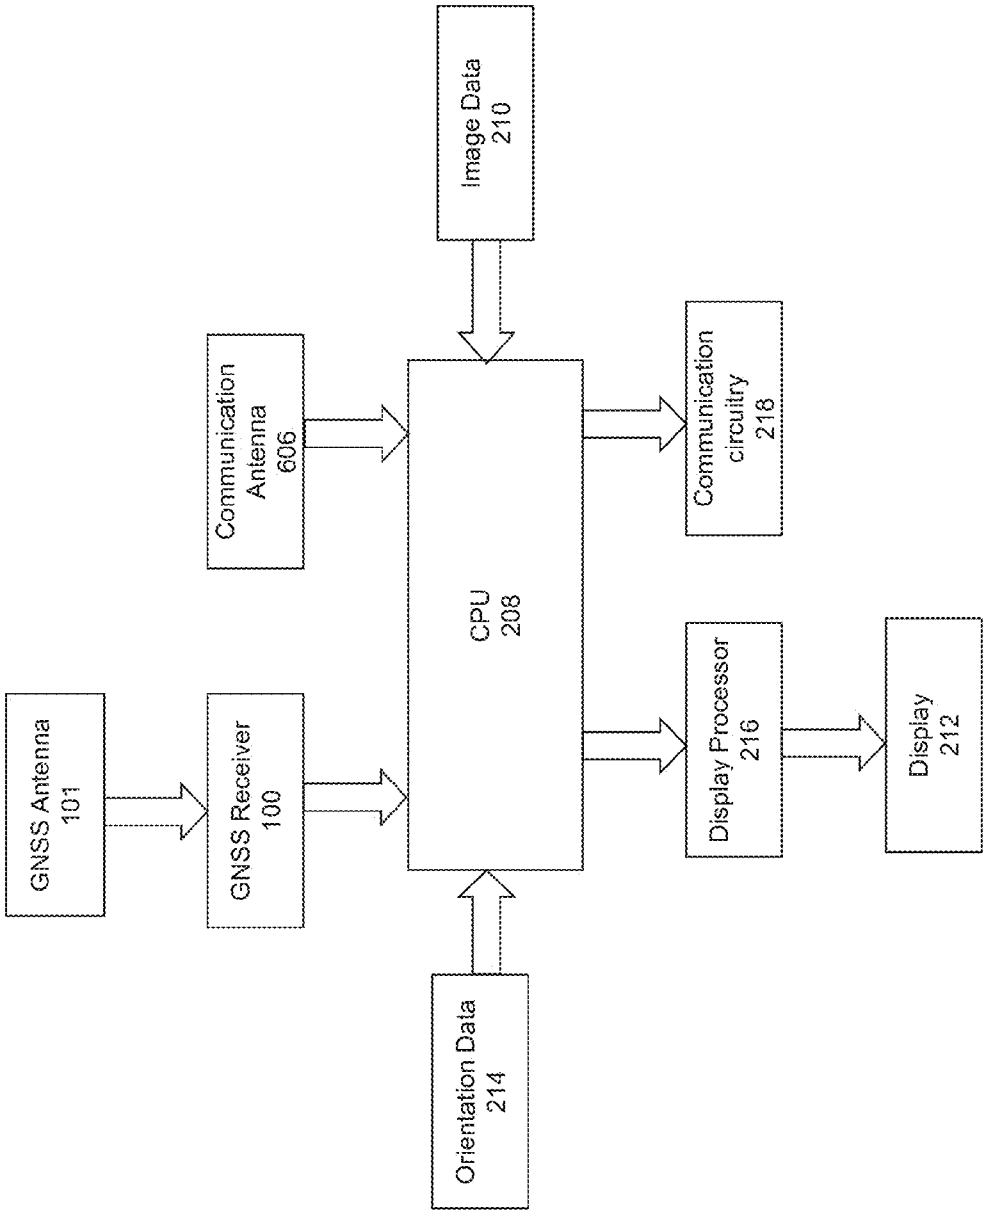 GNSS Antenna
101
GNSS Receiver
100
Communication
Antenna
606
Orientation Data
214
CPU
208
Image Data
210
Display Processor
216
Communication
circuitry
218
Display
212